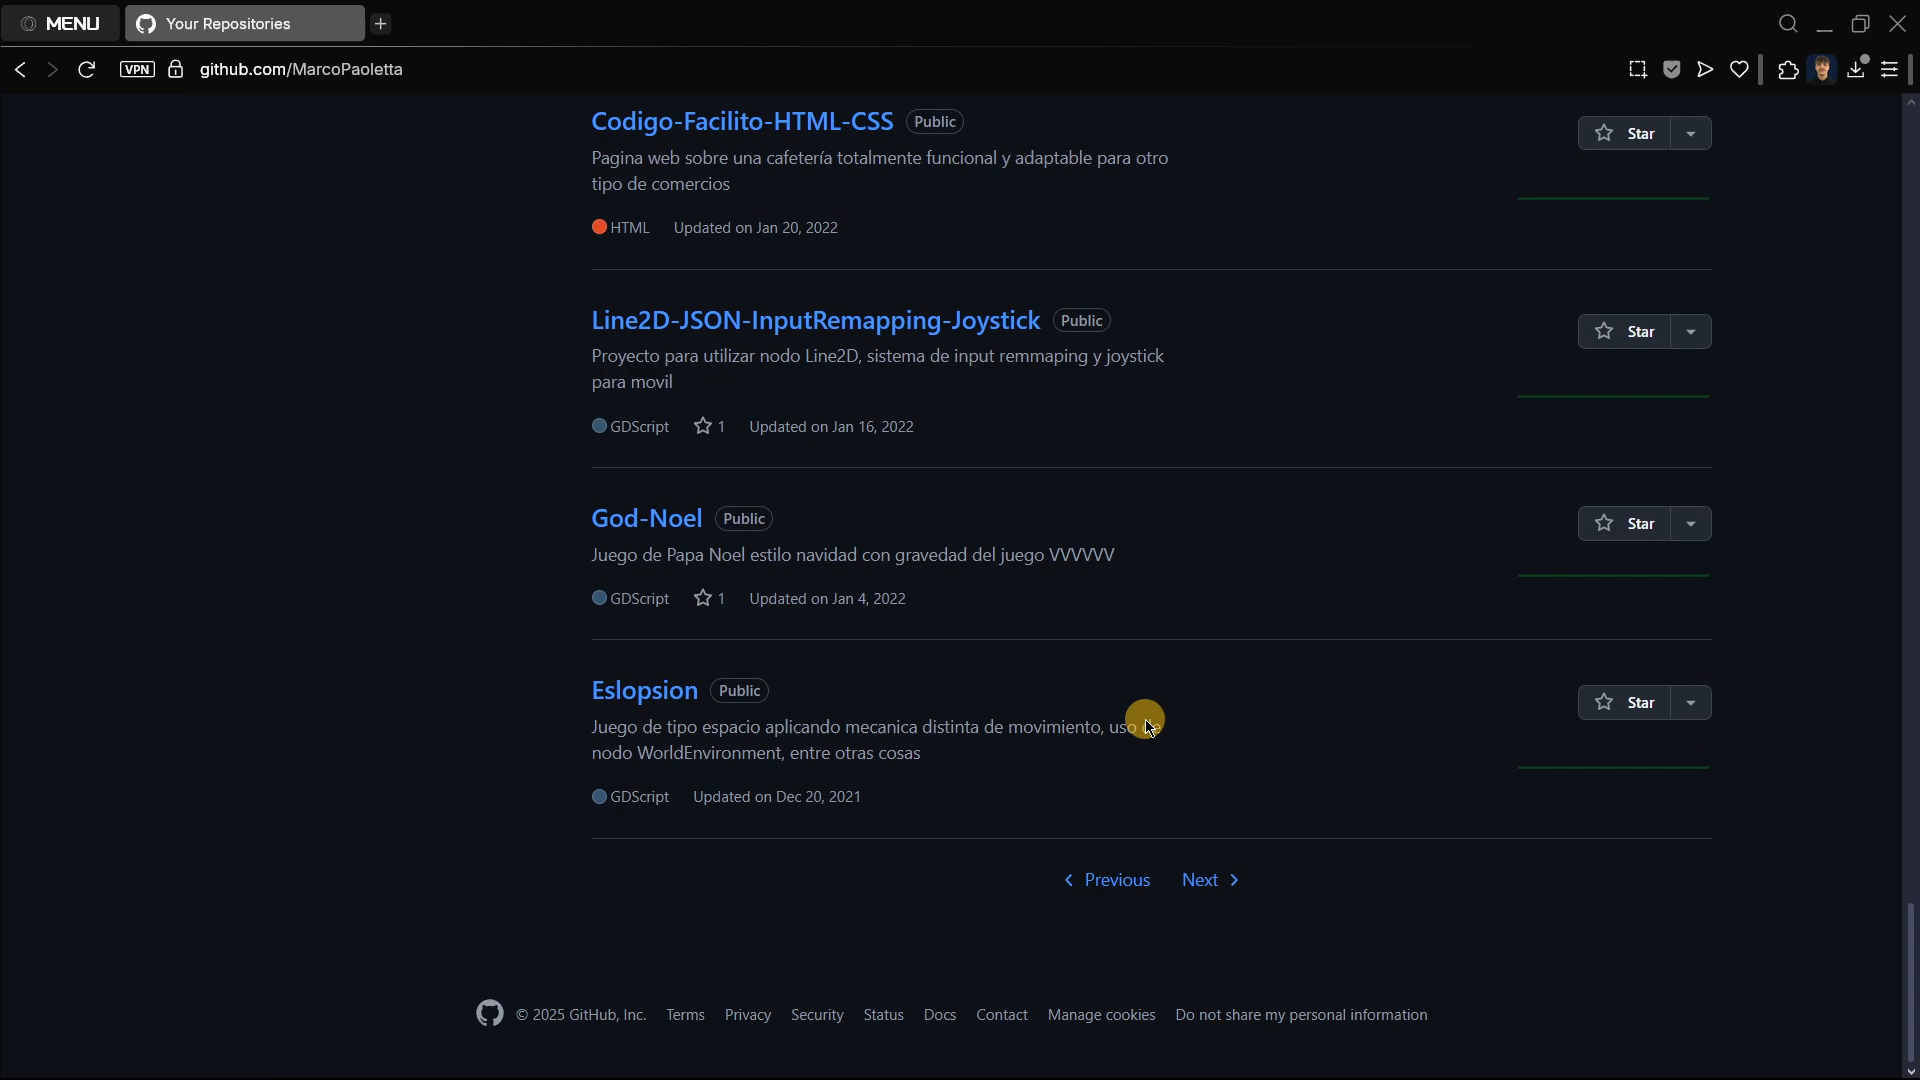 MENU
Your Repositories
VPN
github.com/MarcoPaoletta
Codigo-Facilito-HTML-CSS Public
Star
Pagina web sobre una cafetería totalmente funcional y adaptable para otro
tipo de comercios
HTML Updated on Jan 20, 2022
Line2D-JSON-InputRemapping-Joystick Public
Star
Proyecto para utilizar nodo Line2D, sistema de input remmaping y joystick
para movil
GDScript 1 Updated on Jan 16, 2022
God-Noel Public
Star
Juego de Papa Noel estilo navidad con gravedad del juego VVVVVV
GDScript 1 Updated on Jan 4, 2022
Eslopsion Public
Star
Juego de tipo espacio aplicando mecanica distinta de movimiento, uso de
nodo WorldEnvironment, entre otras cosas
GDScript Updated on Dec 20, 2021
Previous Next
© 2025 GitHub, Inc. Terms Privacy Security Status Docs Contact Manage cookies Do not share my personal information